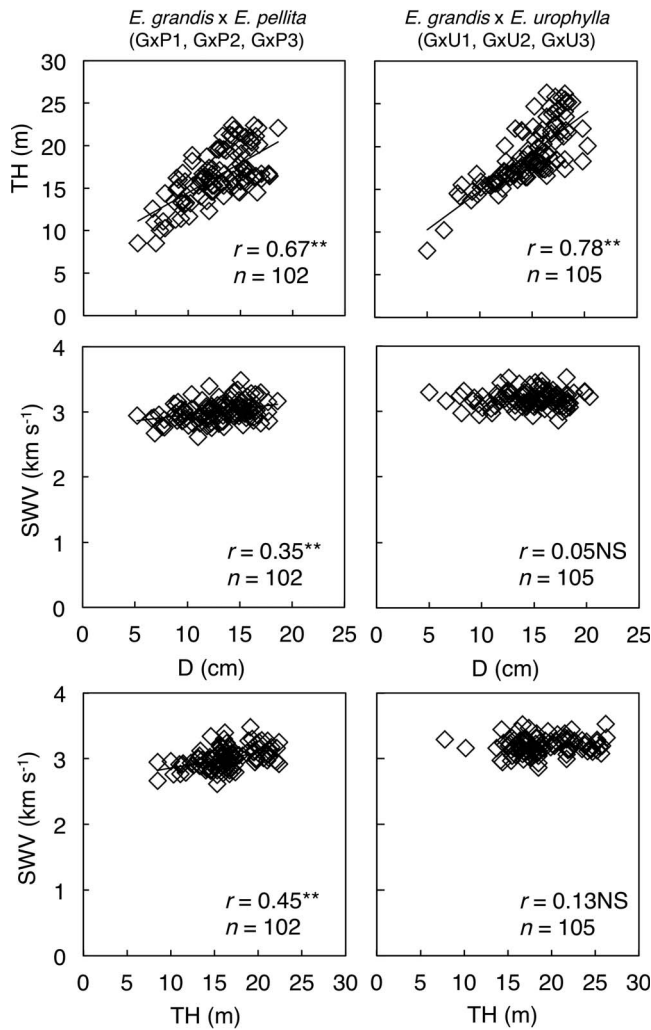 E. grandis x E. pellita
(GxP1, GxP2, GxP3)
E. grandis x E. urophylla
(GxU1, GxU2, GxU3)
TH (m)
30
25
20
15
10
5
0
r = 0.67**
n = 102
r = 0.78**
n = 105
SWV (km s⁻¹)
4
3
2
1
0
r = 0.35**
n = 102
r = 0.05NS
n = 105
0 5 10 15 20 25
0 5 10 15 20 25
D (cm)
D (cm)
SWV (km s⁻¹)
4
3
2
1
0
r = 0.45**
n = 102
r = 0.13NS
n = 105
0 5 10 15 20 25 30
0 5 10 15 20 25 30
TH (m)
TH (m)